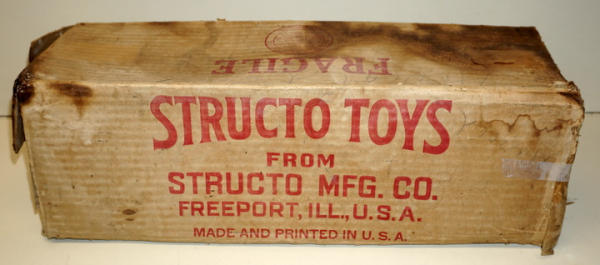 FRAGILE
STRUCTO TOYS
FROM
STRUCTO MFG. CO.
FREEPORT, ILL., U.S.A.
MADE AND PRINTED IN U.S.A.